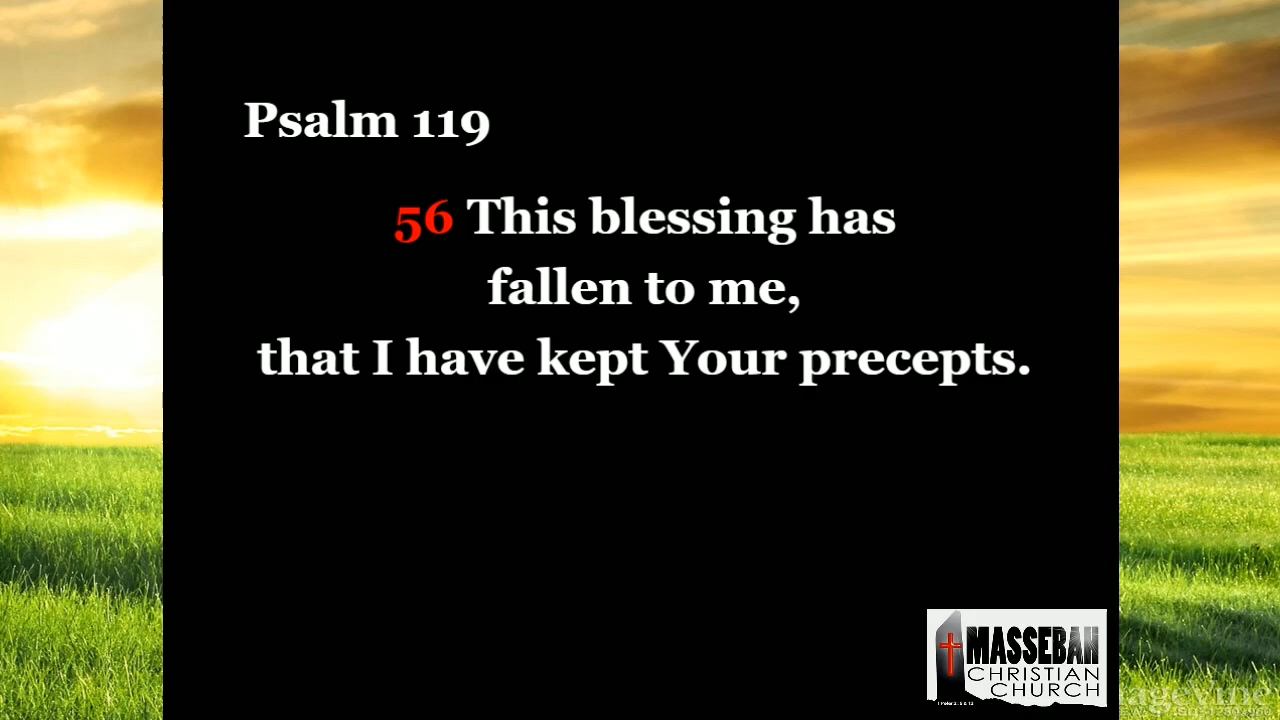 Psalm 119
56 This blessing has
fallen to me,
that I have kept Your precepts.
MASSEBAH
CHRISTIAN
CHURCH